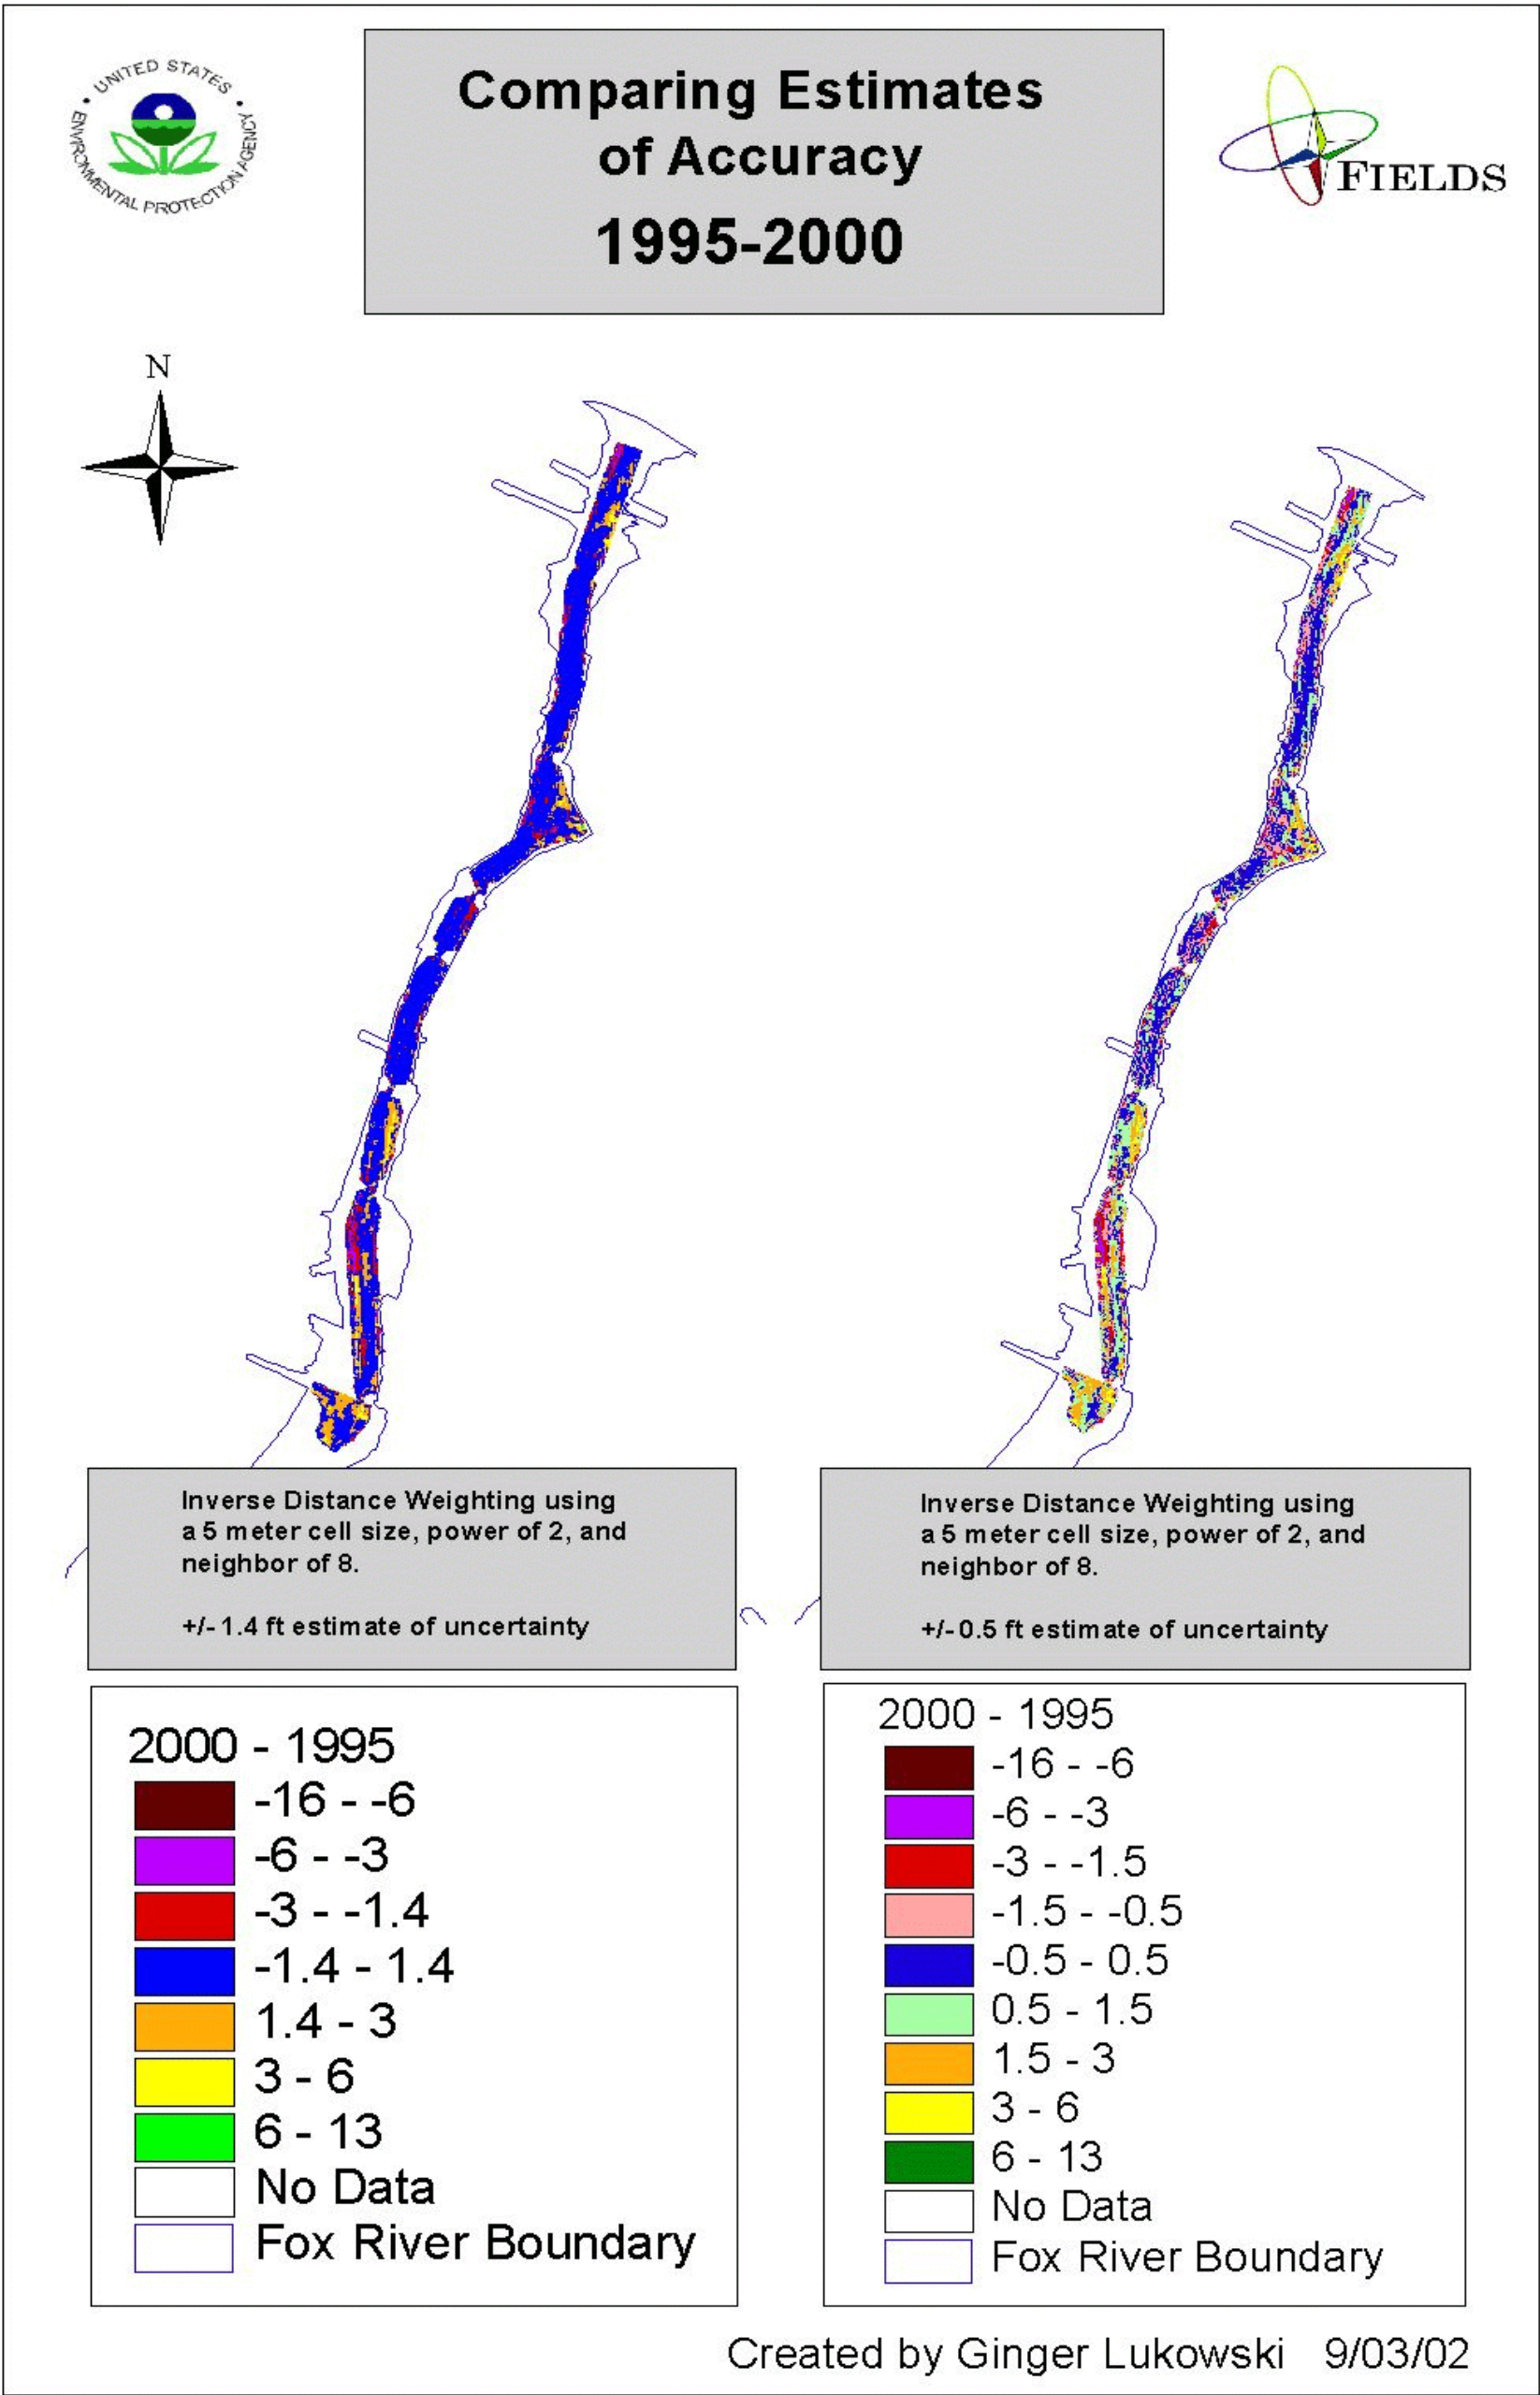 UNITED STATES
ENVIRONMENTAL PROTECTION AGENCY
Comparing Estimates
of Accuracy
1995-2000
FIELDS
N
Inverse Distance Weighting using
a 5 meter cell size, power of 2, and
neighbor of 8.
+/- 1.4 ft estimate of uncertainty
Inverse Distance Weighting using
a 5 meter cell size, power of 2, and
neighbor of 8.
+/- 0.5 ft estimate of uncertainty
2000 - 1995
-16 - -6
-6 - -3
-3 - -1.4
-1.4 - 1.4
1.4 - 3
3 - 6
6 - 13
No Data
Fox River Boundary
2000 - 1995
-16 - -6
-6 - -3
-3 - -1.5
-1.5 - -0.5
-0.5 - 0.5
0.5 - 1.5
1.5 - 3
3 - 6
6 - 13
No Data
Fox River Boundary
Created by Ginger Lukowski 9/03/02